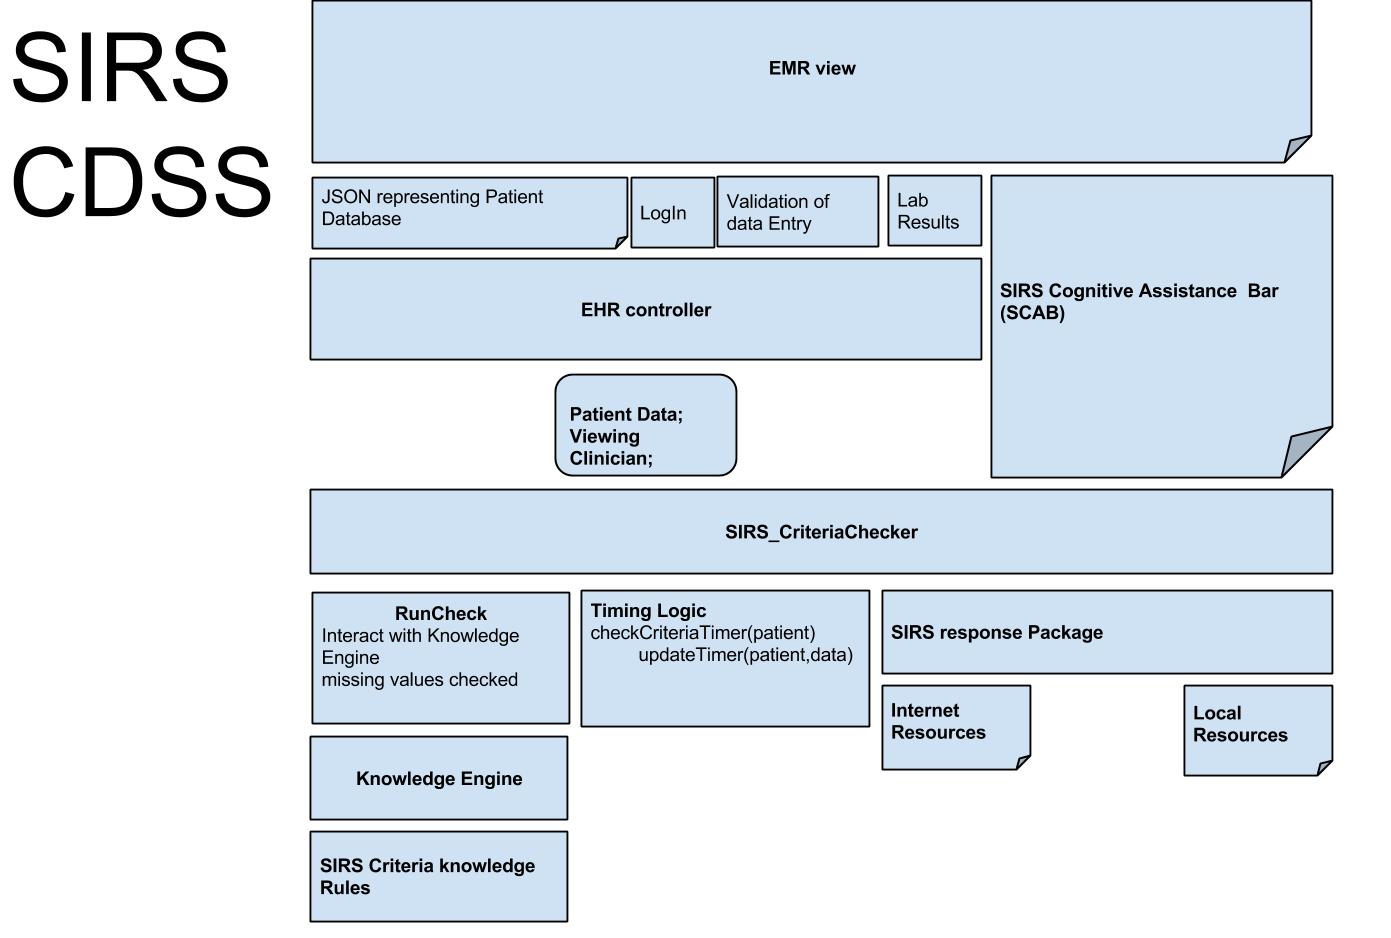 SIRS
CDSS
EMR view
JSON representing Patient
Database
LogIn
Validation of
data Entry
Lab
Results
SIRS Cognitive Assistance  Bar
(SCAB)
EHR controller
Patient Data;
Viewing
Clinician;
SIRS_CriteriaChecker
RunCheck
Interact with Knowledge
Engine
missing values checked
Timing Logic
checkCriteriaTimer(patient)
updateTimer(patient,data)
SIRS response Package
Internet
Resources
Local
Resources
Knowledge Engine
SIRS Criteria knowledge
Rules